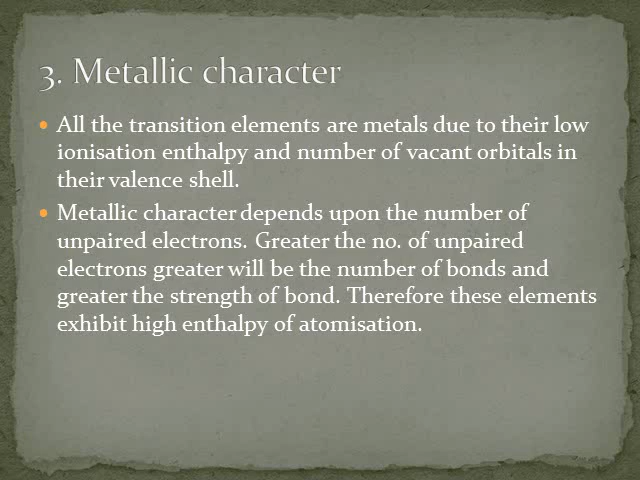 3. Metallic character
• All the transition elements are metals due to their low
ionisation enthalpy and number of vacant orbitals in
their valence shell.
• Metallic character depends upon the number of
unpaired electrons. Greater the no. of unpaired
electrons greater will be the number of bonds and
greater the strength of bond. Therefore these elements
exhibit high enthalpy of atomisation.